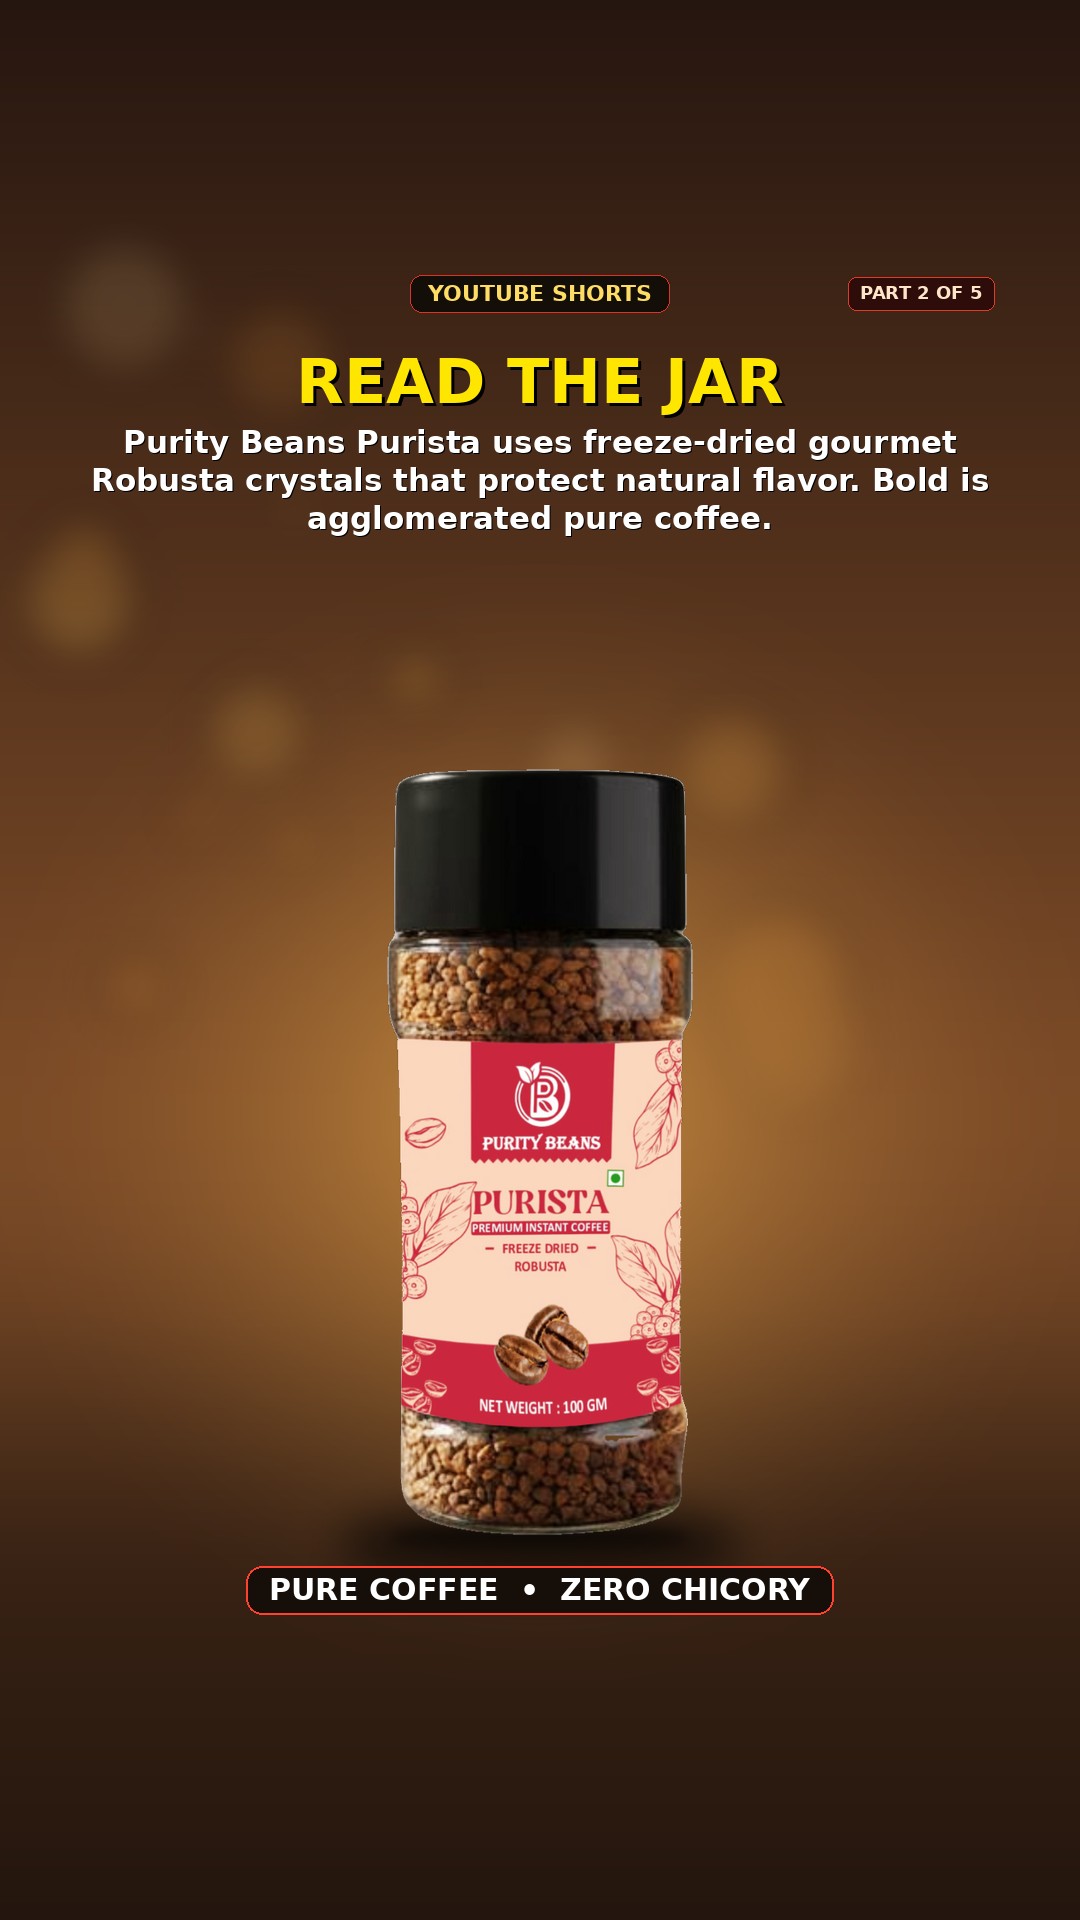 YOUTUBE SHORTS
PART 2 OF 5
READ THE JAR
Purity Beans Purista uses freeze-dried gourmet
Robusta crystals that protect natural flavor. Bold is
agglomerated pure coffee.
PURITY BEANS
PURISTA
PREMIUM INSTANT COFFEE
– FREEZE DRIED –
ROBUSTA
NET WEIGHT : 100 GM
PURE COFFEE • ZERO CHICORY